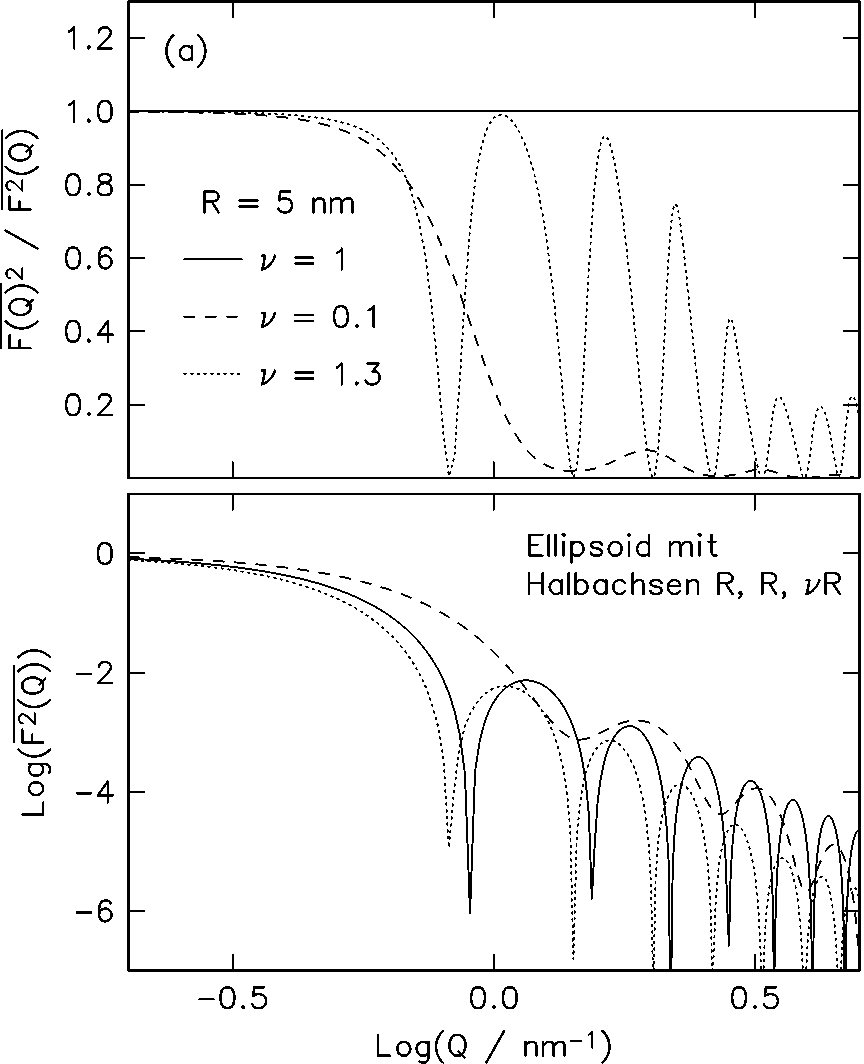 (a)
1.2
1.0
0.8
0.6
0.4
0.2
F(Q)² / F²(Q)
R = 5 nm
ν = 1
ν = 0.1
ν = 1.3
Ellipsoid mit
Halbachsen R, R, νR
0
−2
−4
−6
Log(F²(Q))
−0.5 0.0 0.5
Log(Q / nm⁻¹)